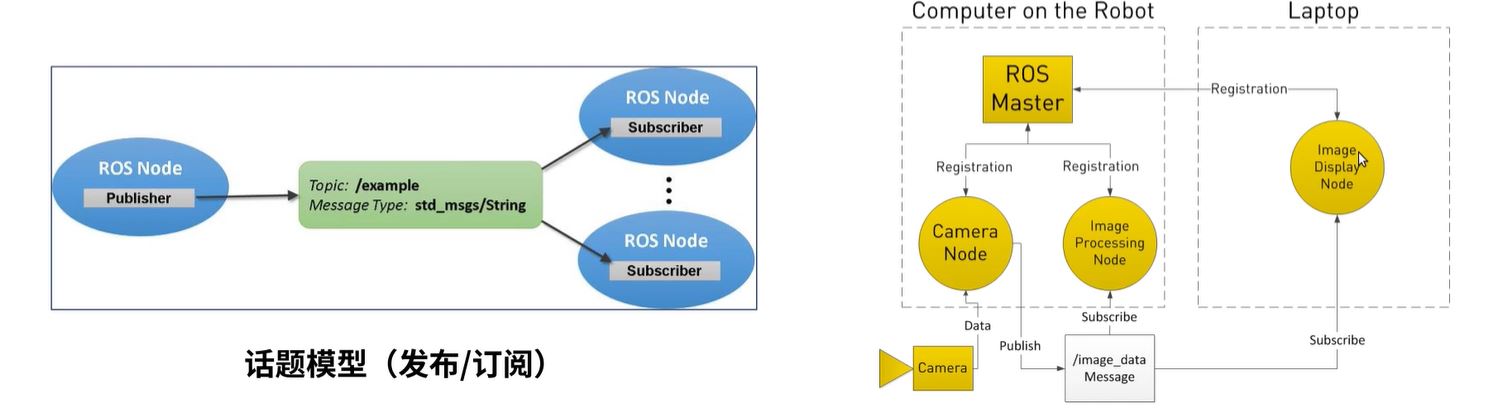 ROS Node
Publisher
Topic: /example
Message Type: std_msgs/String
ROS Node
Subscriber
ROS Node
Subscriber
话题模型（发布/订阅）
Computer on the Robot
Laptop
ROS
Master
Registration
Registration
Registration
Camera
Node
Image
Processing
Node
Image
Display
Node
Data
Publish
Subscribe
Subscribe
Camera
/image_data
Message